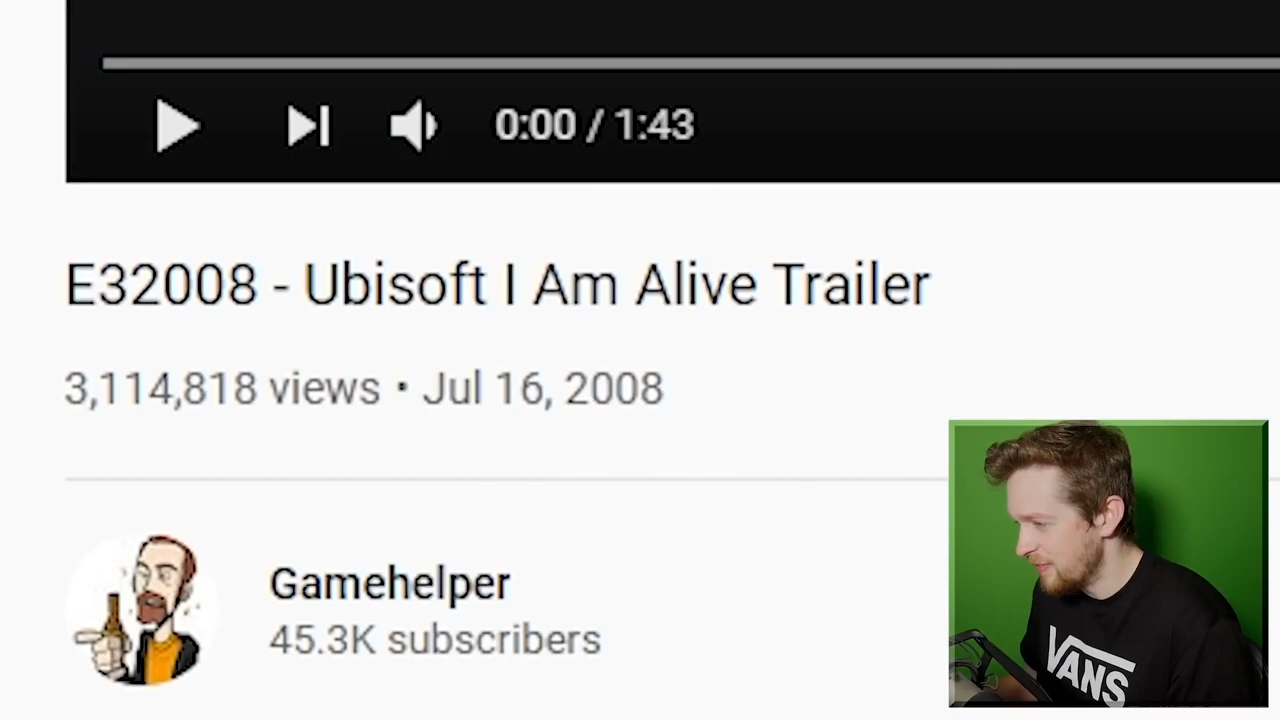 0:00 / 1:43
E32008 - Ubisoft I Am Alive Trailer
3,114,818 views • Jul 16, 2008
Gamehelper
45.3K subscribers
VANS